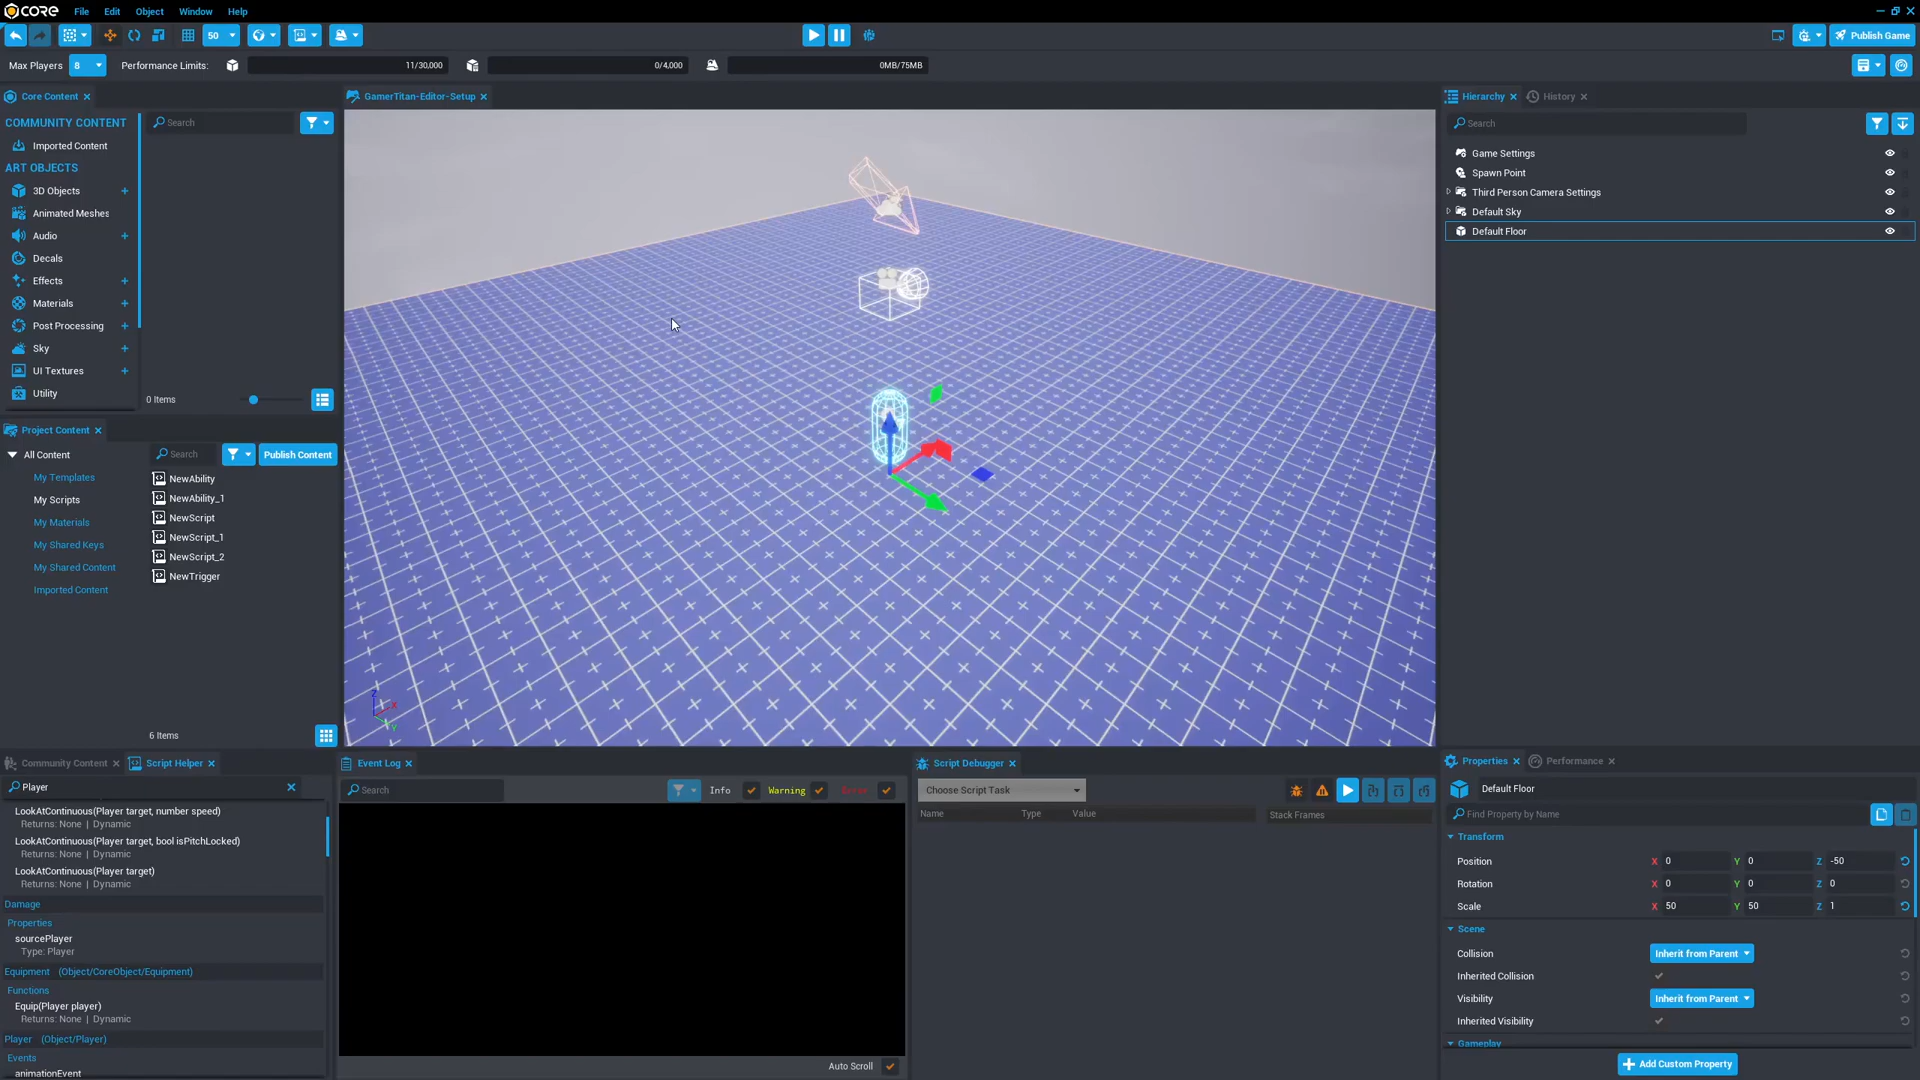 CORE File Edit Object Window Help
50 Publish Game
Max Players 8 Performance Limits: 11/30,000 0/4,000 0MB/75MB
Core Content
COMMUNITY CONTENT
Imported Content
ART OBJECTS
3D Objects
Animated Meshes
Audio
Decals
Effects
Materials
Post Processing
Sky
UI Textures
Utility
Search
0 Items
GamerTitan-Editor-Setup
Z
X
Y
Hierarchy History
Search
Game Settings
Spawn Point
Third Person Camera Settings
Default Sky
Default Floor
Project Content
All Content
My Templates
My Scripts
My Materials
My Shared Keys
My Shared Content
Imported Content
Search Publish Content
NewAbility
NewAbility_1
NewScript
NewScript_1
NewScript_2
NewTrigger
6 Items
Community Content Script Helper
Player
LookAtContinuous(Player target, number speed)
Returns: None | Dynamic
LookAtContinuous(Player target, bool isPitchLocked)
Returns: None | Dynamic
LookAtContinuous(Player target)
Returns: None | Dynamic
Damage
Properties
sourcePlayer
Type: Player
Equipment (Object/CoreObject/Equipment)
Functions
Equip(Player player)
Returns: None | Dynamic
Player (Object/Player)
Events
animationEvent
Event Log
Search Info Warning Error
Auto Scroll
Script Debugger
Choose Script Task
Name Type Value Stack Frames
Properties Performance
Default Floor
Find Property by Name
Transform
Position X 0 Y 0 Z -50
Rotation X 0 Y 0 Z 0
Scale X 50 Y 50 Z 1
Scene
Collision Inherit from Parent
Inherited Collision
Visibility Inherit from Parent
Inherited Visibility
Gameplay
Add Custom Property